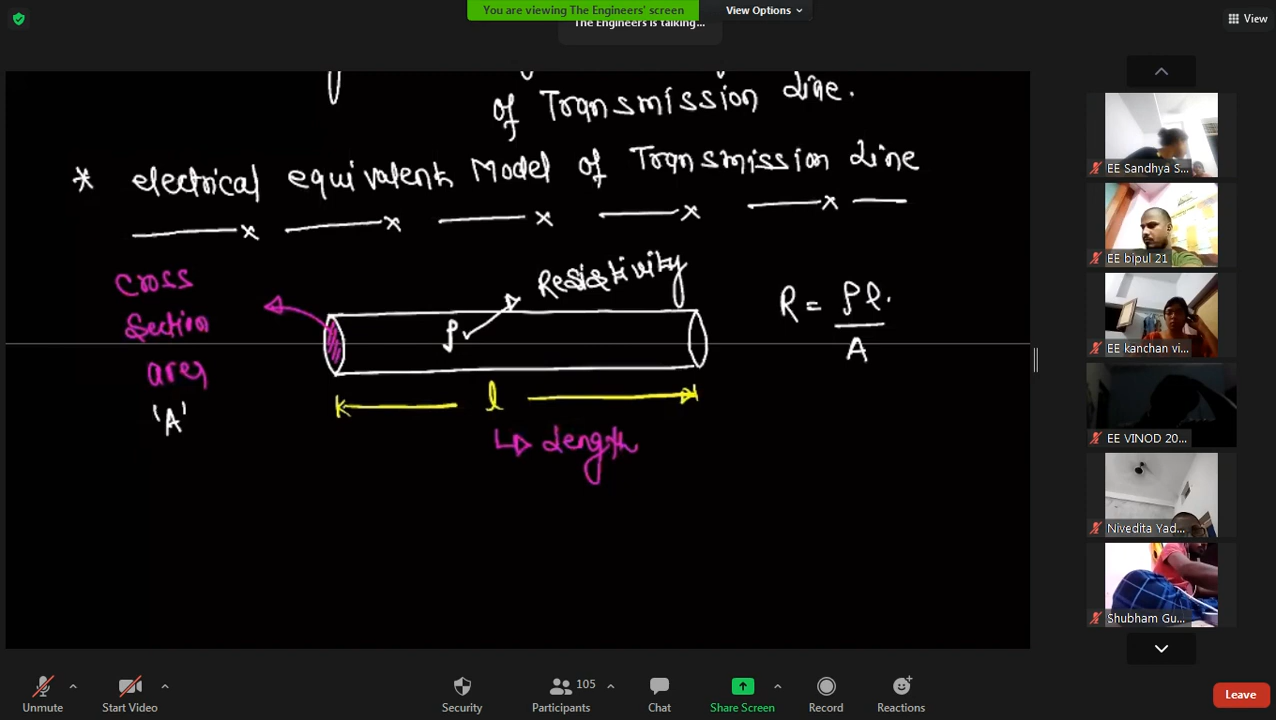 You are viewing The Engineers' screen
View Options
The Engineers is talking...
View
of Transmission Line.
* electrical equivalent Model of Transmission Line
Cross
Section
area
'A'
Resistivity
ρ
R = ρl
A
l
Length
EE Sandhya S...
EE bipul 21
EE kanchan vi...
EE VINOD 20...
Nivedita Yad...
Shubham Gu...
Unmute
Start Video
Security
105
Participants
Chat
Share Screen
Record
Reactions
Leave